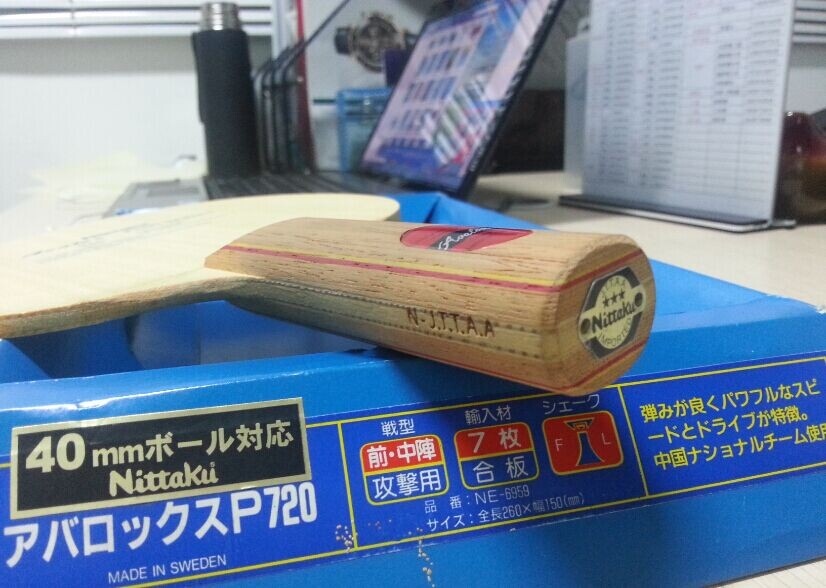 Avalox
N-J.T.T.A.A
N.T.T.A.A
★★★
Nittaku
IMPORTED
40mmボール対応
Nittaku
アバロックスP720
MADE IN SWEDEN
戦型
前・中陣
攻撃用
輸入材
7枚
合板
シェーク
F L
品番:NE-6959
サイズ:全長260×幅150(mm)
弾みが良くパワフルなスピ
ードとドライブが特徴。
中国ナショナルチーム使用